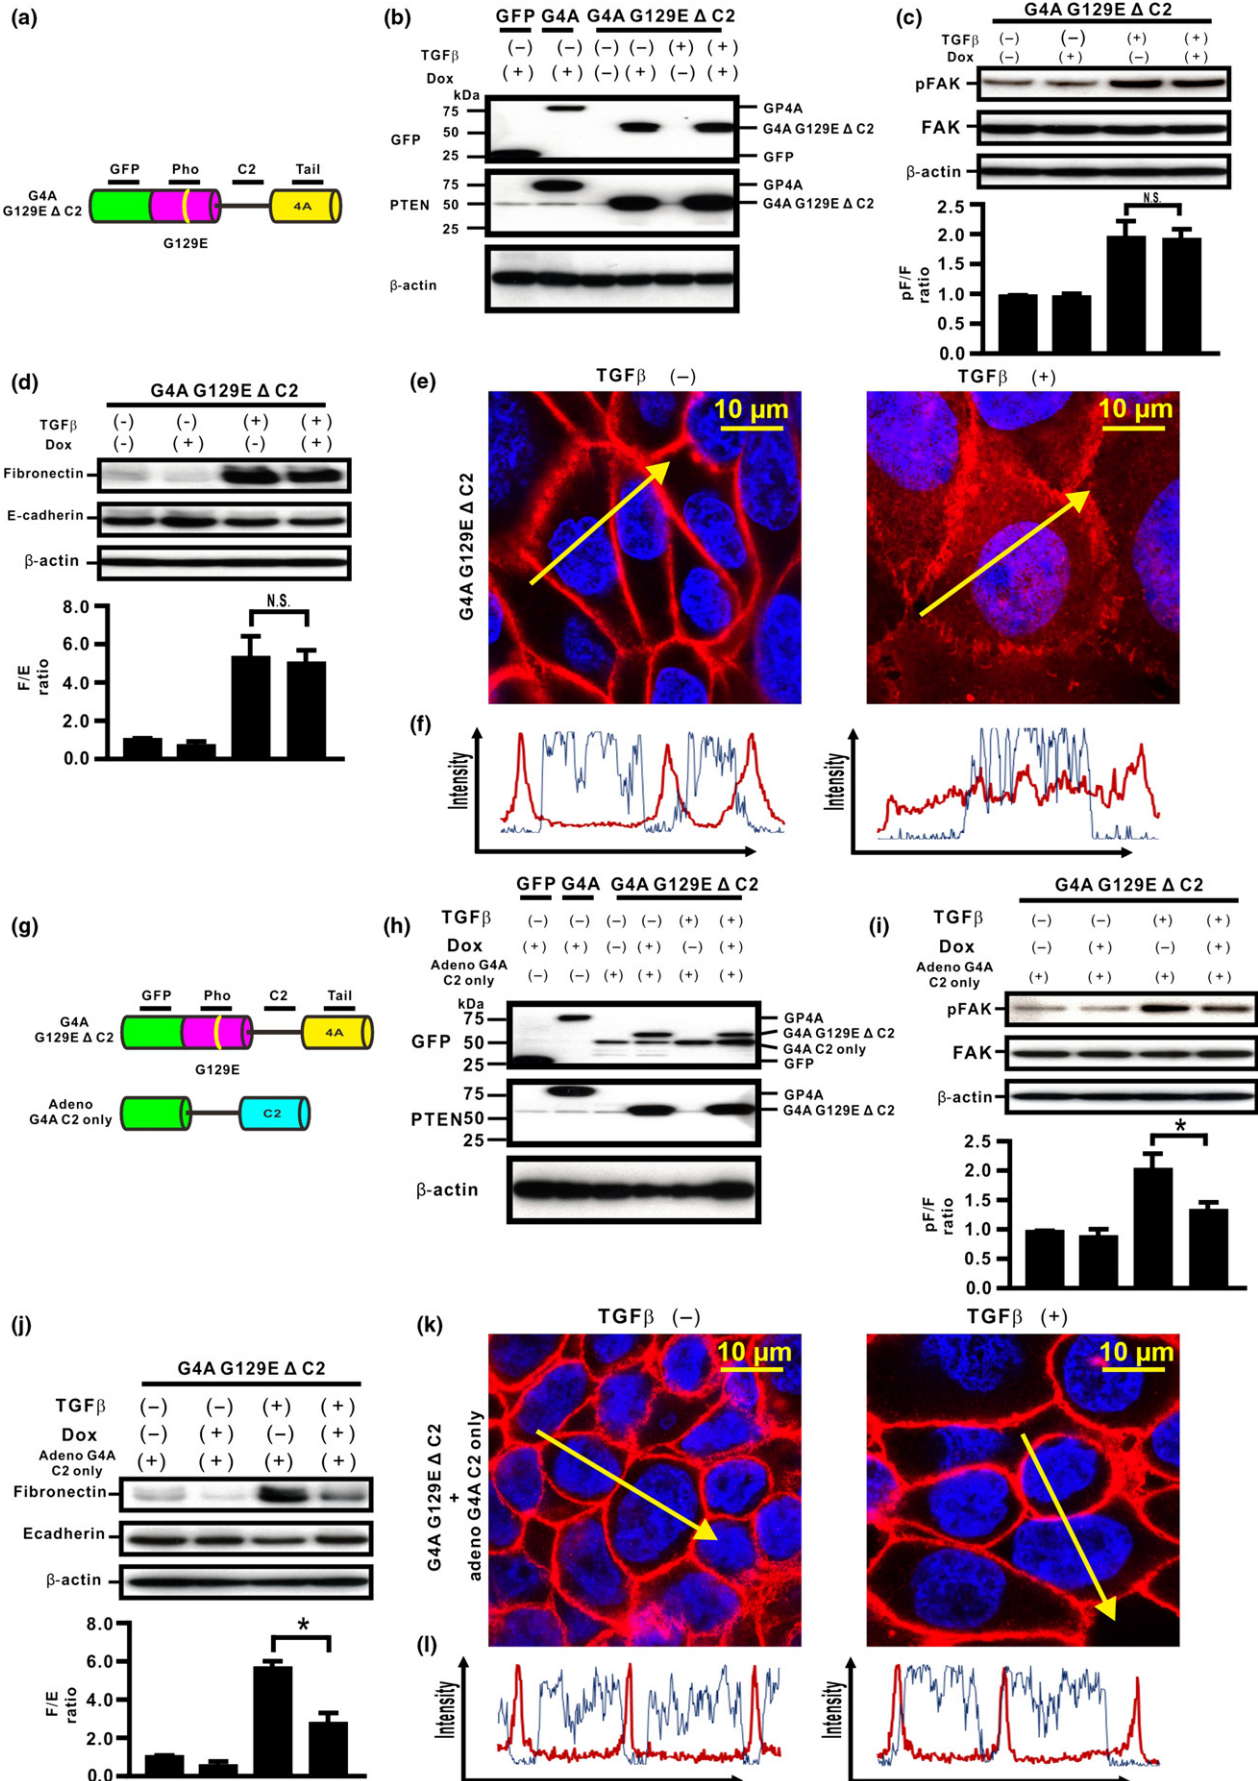 (a)
GFP Pho C2 Tail
G4A
G129E Δ C2
4A
G129E
(b)
GFP G4A G4A G129E Δ C2
TGFβ (−) (−) (−) (−) (+) (+)
Dox (+) (+) (−) (+) (−) (+)
kDa
GFP
75
50
25
GP4A
G4A G129E Δ C2
GFP
PTEN
75
50
25
GP4A
G4A G129E Δ C2
β-actin
(c)
G4A G129E Δ C2
TGFβ (−) (−) (+) (+)
Dox (−) (+) (−) (+)
pFAK
FAK
β-actin
N.S.
pF/F
ratio
2.5
2.0
1.5
1.0
0.5
0.0
(d)
G4A G129E Δ C2
TGFβ (-) (-) (+) (+)
Dox (-) (+) (-) (+)
Fibronectin
E-cadherin
β-actin
N.S.
F/E
ratio
8.0
6.0
4.0
2.0
0.0
(e)
TGFβ (−)
TGFβ (+)
G4A G129E Δ C2
10 μm
10 μm
(f)
Intensity
Intensity
(g)
GFP Pho C2 Tail
G4A
G129E Δ C2
4A
G129E
Adeno
G4A C2 only
C2
(h)
GFP G4A G4A G129E Δ C2
TGFβ (−) (−) (−) (−) (+) (+)
Dox (+) (+) (−) (+) (−) (+)
Adeno G4A
C2 only
(−) (−) (+) (+) (+) (+)
kDa
GFP
75
50
25
GP4A
G4A G129E Δ C2
G4A C2 only
GFP
PTEN
75
50
25
GP4A
G4A G129E Δ C2
β-actin
(i)
G4A G129E Δ C2
TGFβ (−) (−) (+) (+)
Dox (−) (+) (−) (+)
Adeno G4A
C2 only
(+) (+) (+) (+)
pFAK
FAK
β-actin
*
pF/F
ratio
2.5
2.0
1.5
1.0
0.5
0.0
(j)
G4A G129E Δ C2
TGFβ (−) (−) (+) (+)
Dox (−) (+) (−) (+)
Adeno G4A
C2 only
(+) (+) (+) (+)
Fibronectin
Ecadherin
β-actin
*
F/E
ratio
8.0
6.0
4.0
2.0
0.0
(k)
TGFβ (−)
TGFβ (+)
G4A G129E Δ C2
+
adeno G4A C2 only
10 μm
10 μm
(l)
Intensity
Intensity